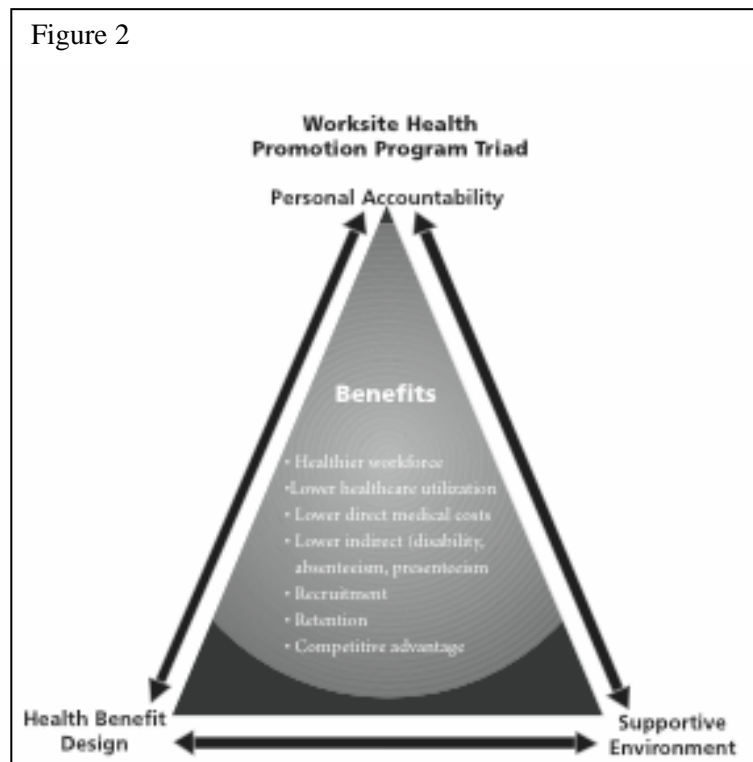 Figure 2
Worksite Health
Promotion Program Triad
Personal Accountability
Benefits
• Healthier workforce
•Lower healthcare utilization
• Lower direct medical costs
• Lower indirect (disability,
absenteeism, presenteeism
• Recruitment
• Retention
• Competitive advantage
Health Benefit
Design
Supportive
Environment